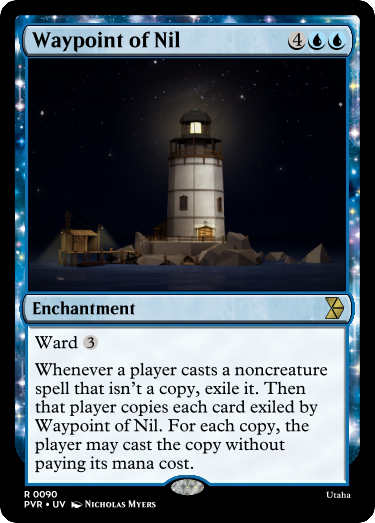 Waypoint of Nil 4
Enchantment
Ward 3
Whenever a player casts a noncreature
spell that isn't a copy, exile it. Then
that player copies each card exiled by
Waypoint of Nil. For each copy, the
player may cast the copy without
paying its mana cost.
R 0090
PVR • UV Nicholas Myers
Utaha